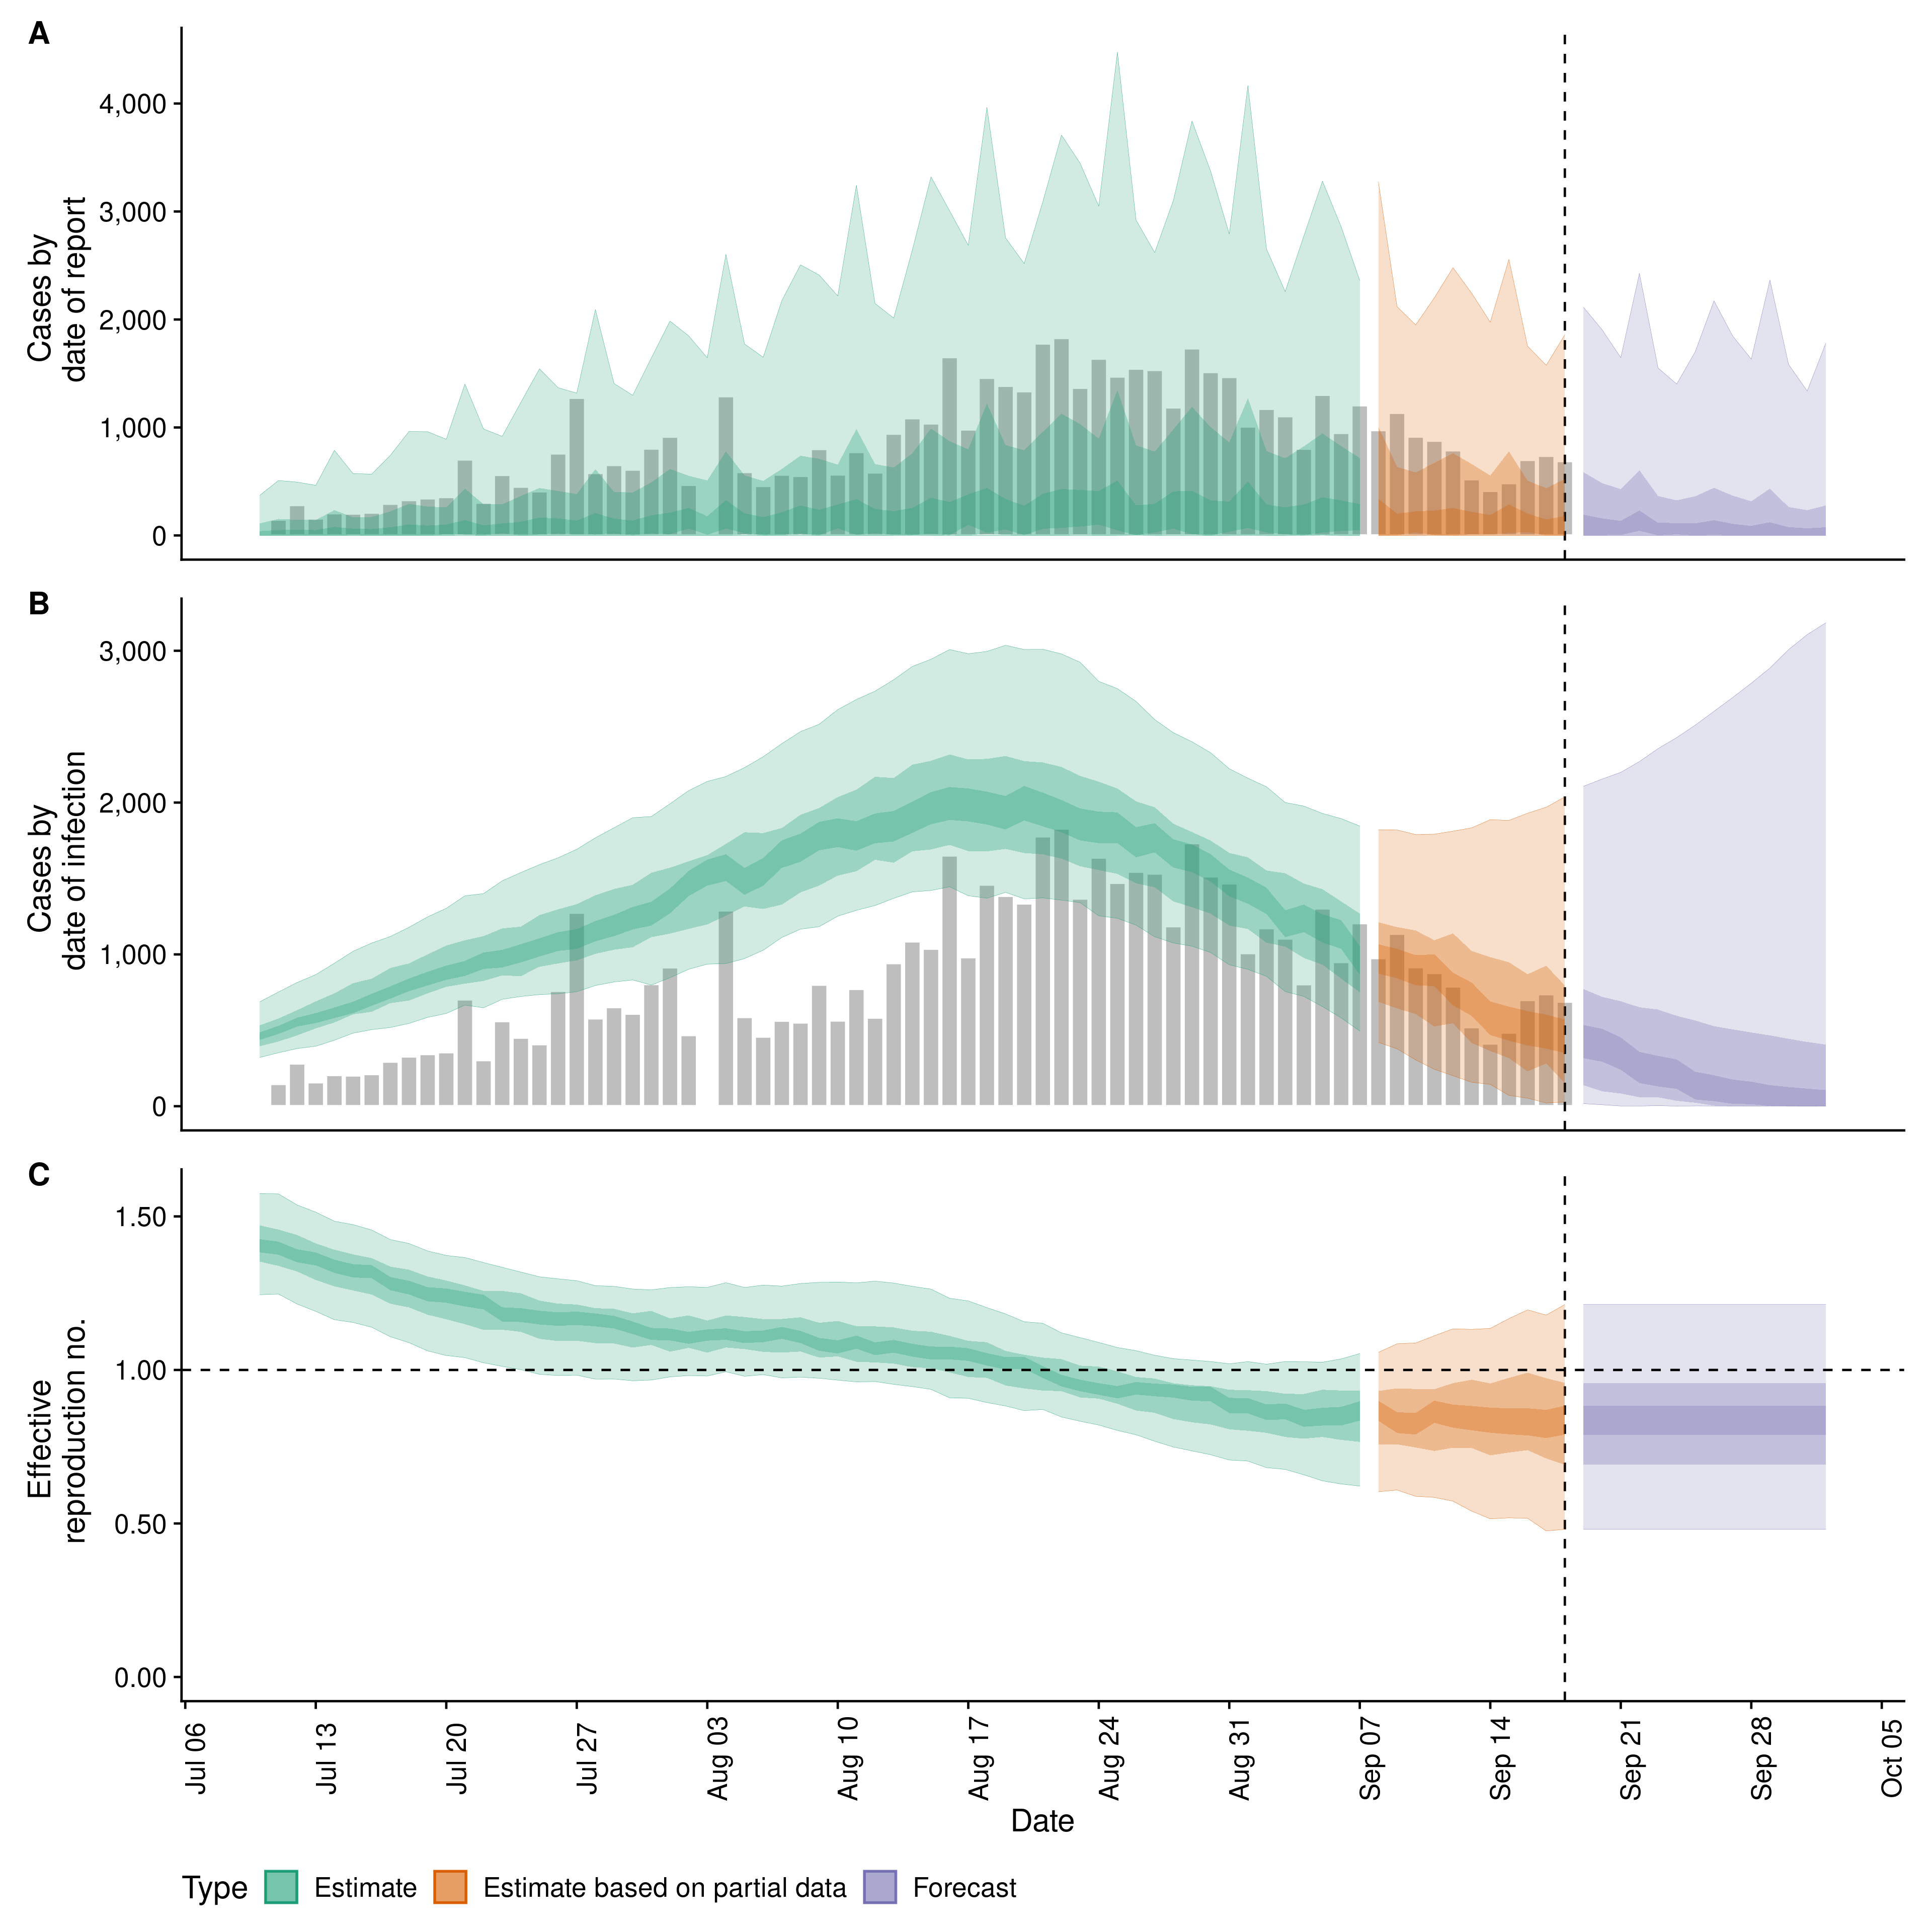 A
Cases by
date of report
4,000
3,000
2,000
1,000
0
B
Cases by
date of infection
3,000
2,000
1,000
0
C
Effective
reproduction no.
1.50
1.00
0.50
0.00
Jul 06
Jul 13
Jul 20
Jul 27
Aug 03
Aug 10
Aug 17
Aug 24
Aug 31
Sep 07
Sep 14
Sep 21
Sep 28
Oct 05
Date
Type Estimate Estimate based on partial data Forecast